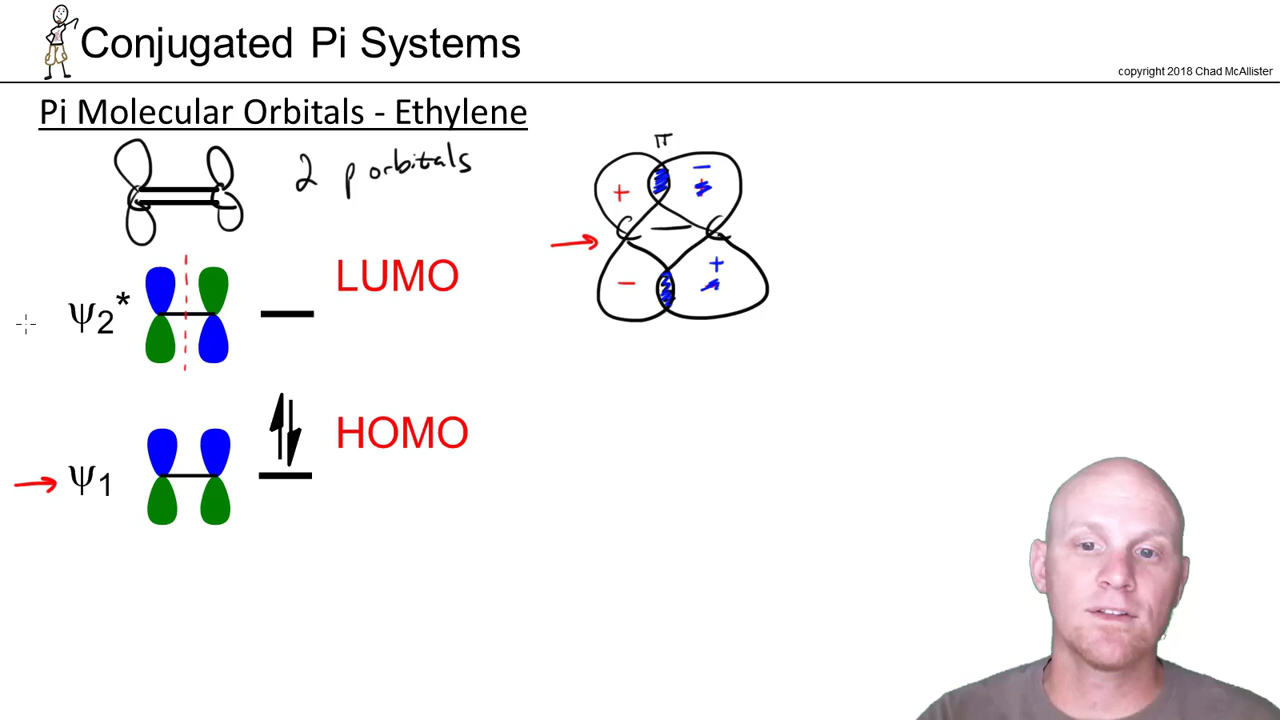 Conjugated Pi Systems
copyright 2018 Chad McAllister
Pi Molecular Orbitals - Ethylene
2 p orbitals
π
+ −
C — C
− +
ψ2* LUMO
ψ1 HOMO